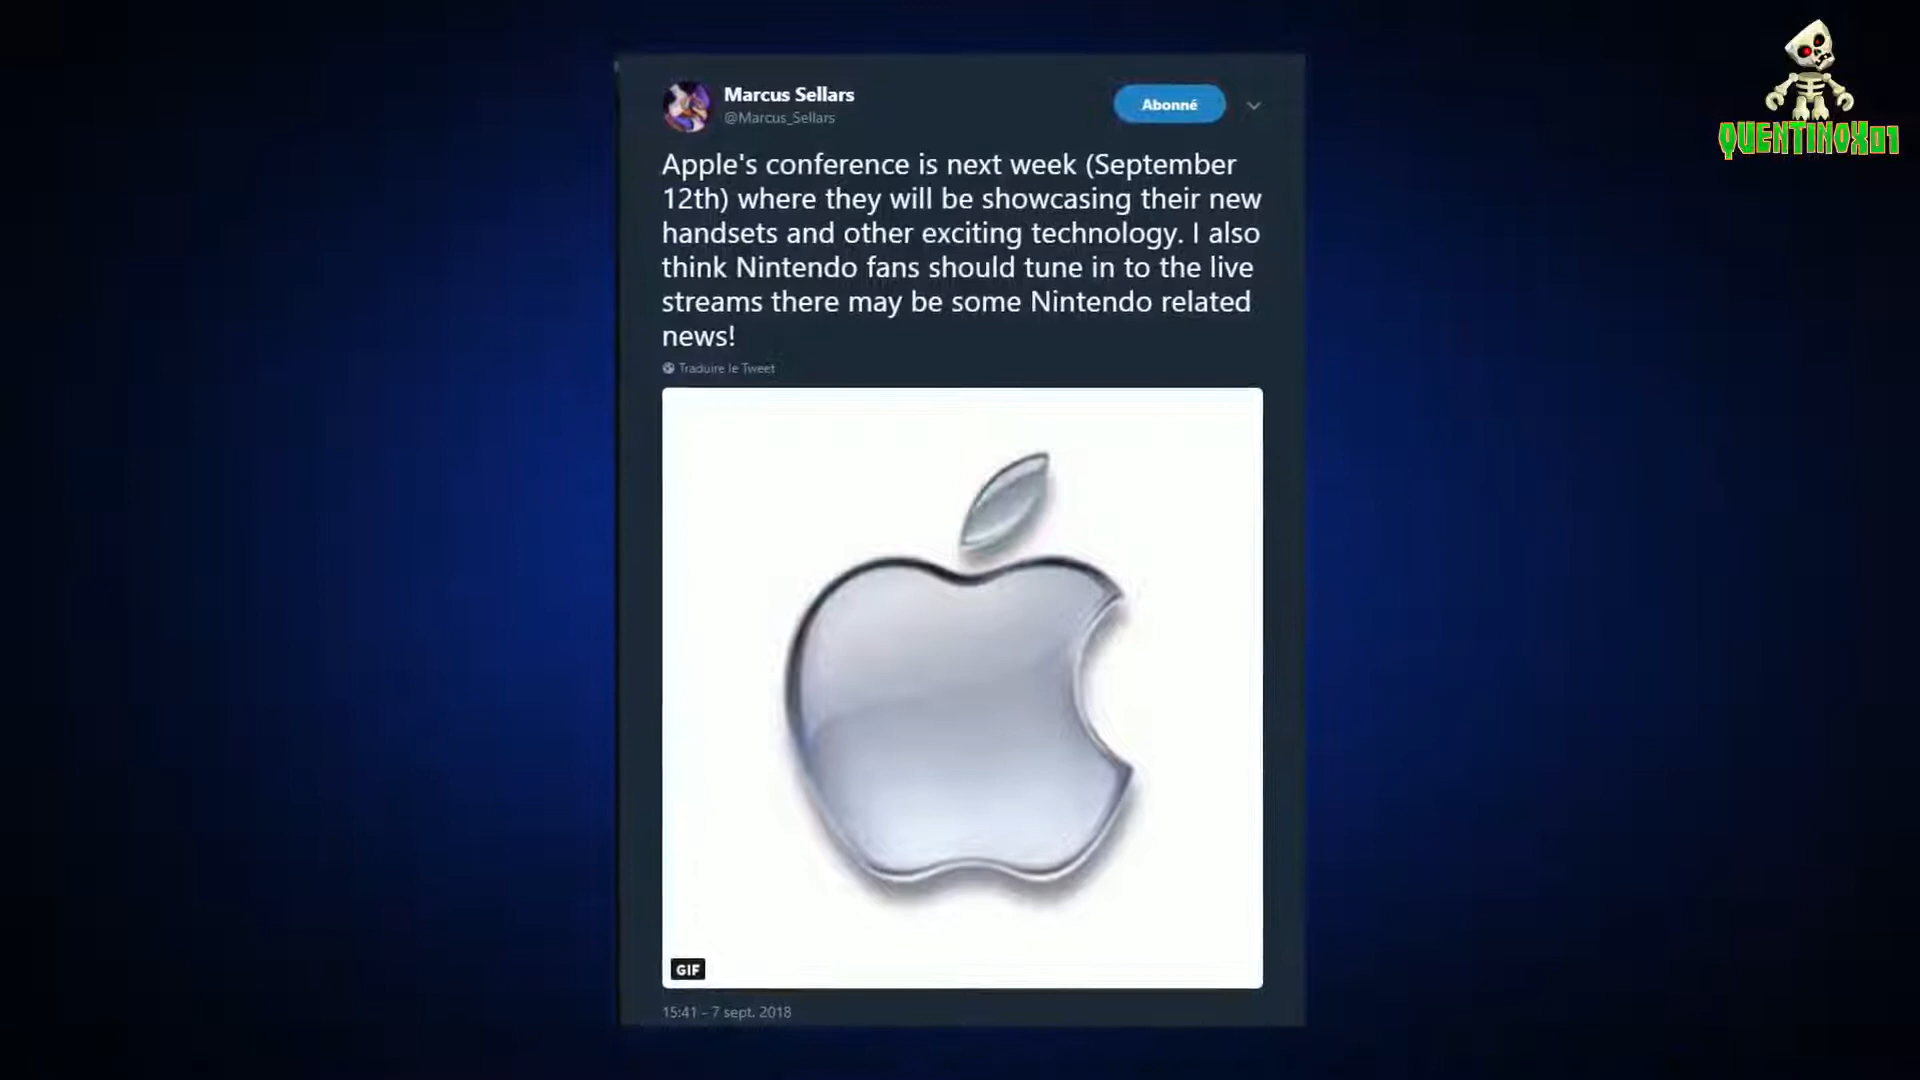 QUENTINOX01
Marcus Sellars
@Marcus_Sellars
Abonné
Apple's conference is next week (September
12th) where they will be showcasing their new
handsets and other exciting technology. I also
think Nintendo fans should tune in to the live
streams there may be some Nintendo related
news!
Traduire le Tweet
GIF
15:41 - 7 sept. 2018